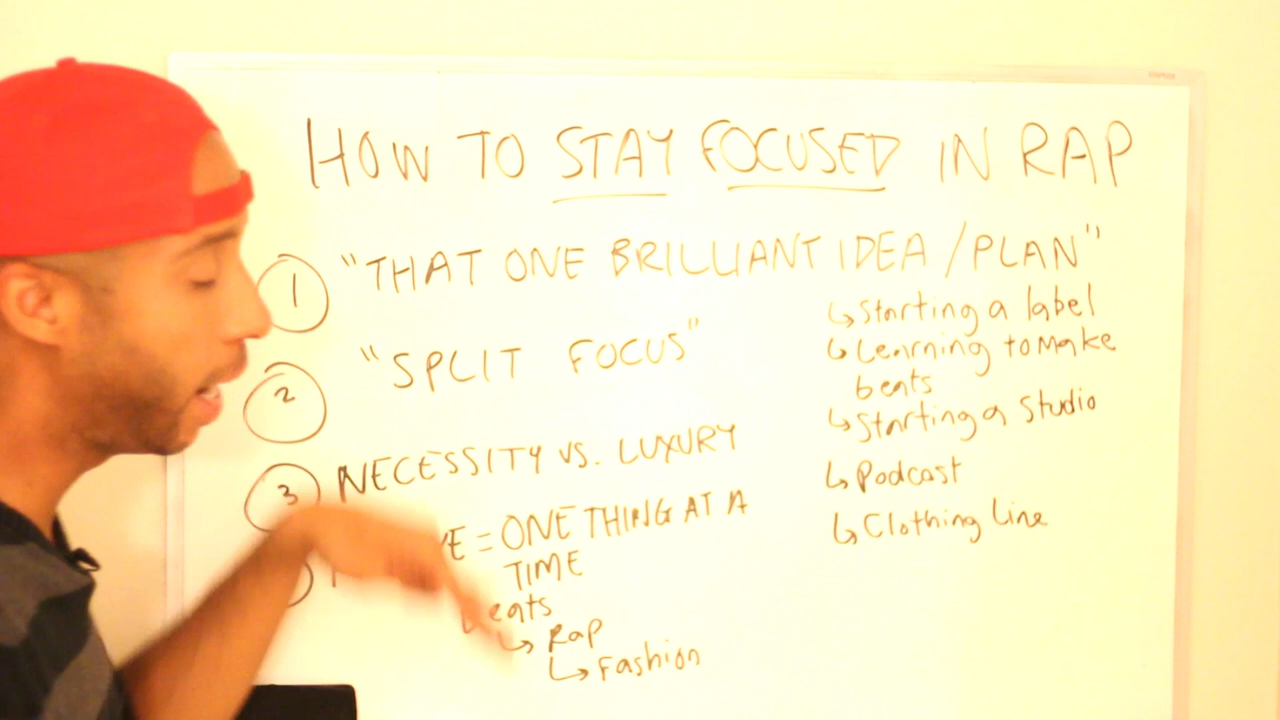 HOW TO STAY FOCUSED IN RAP
1 "THAT ONE BRILLIANT IDEA / PLAN"
↳ Starting a label
↳ Learning to Make
beats
↳ Starting a Studio
↳ Podcast
↳ Clothing Line
2 "SPLIT FOCUS"
3 NECESSITY VS. LUXURY
= ONE THING AT A
TIME
↳ Rap
↳ Fashion